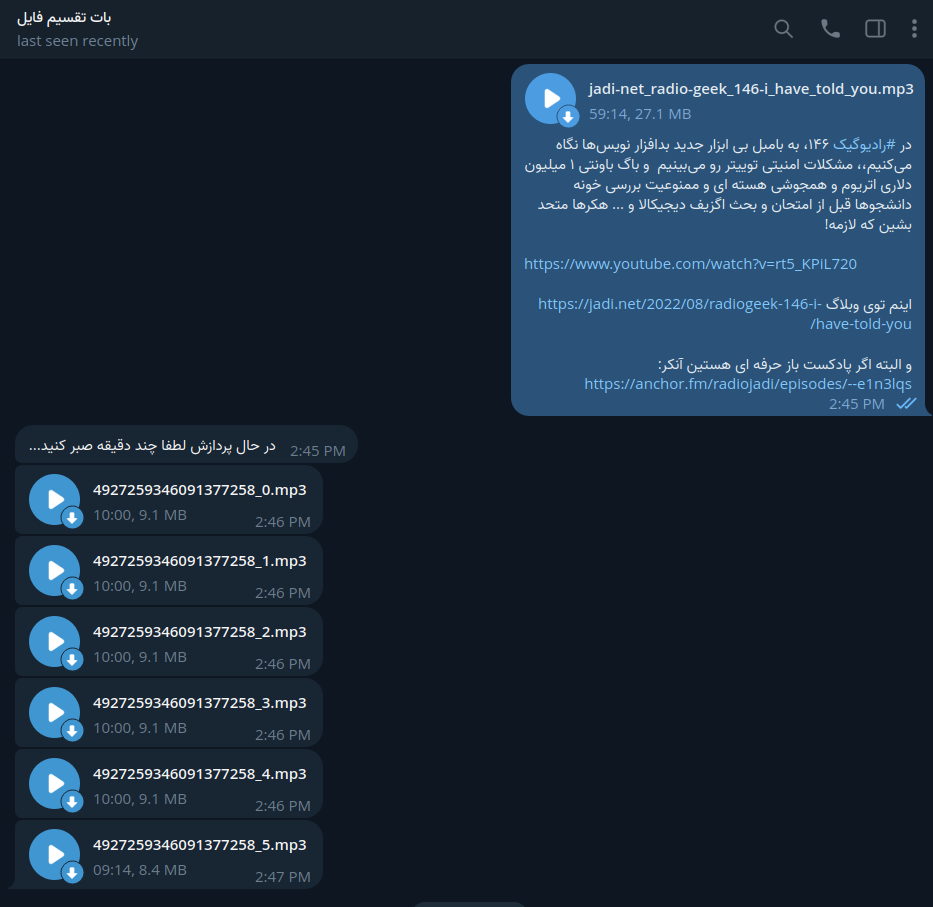 بات تقسیم فایل
last seen recently
jadi-net_radio-geek_146-i_have_told_you.mp3
59:14, 27.1 MB
در #رادیوگیک ۱۴۶، به بامبل بی ابزار جدید بدافزار نویس‌ها نگاه
می‌کنیم،، مشکلات امنیتی توییتر رو می‌بینیم و باگ باونتی ۱ میلیون
دلاری اتریوم و همجوشی هسته ای و ممنوعیت بررسی خونه
دانشجوها قبل از امتحان و بحث اگزیف دیجیکالا و ... هکرها متحد
بشین که لازمه!
https://www.youtube.com/watch?v=rt5_KPiL720
اینم توی وبلاگ https://jadi.net/2022/08/radiogeek-146-i-
have-told-you/
و البته اگر پادکست باز حرفه ای هستین آنکر:
https://anchor.fm/radiojadi/episodes/--e1n3lqs
2:45 PM
در حال پردازش لطفا چند دقیقه صبر کنید...
2:45 PM
4927259346091377258_0.mp3
10:00, 9.1 MB
2:46 PM
4927259346091377258_1.mp3
10:00, 9.1 MB
2:46 PM
4927259346091377258_2.mp3
10:00, 9.1 MB
2:46 PM
4927259346091377258_3.mp3
10:00, 9.1 MB
2:46 PM
4927259346091377258_4.mp3
10:00, 9.1 MB
2:46 PM
4927259346091377258_5.mp3
09:14, 8.4 MB
2:47 PM